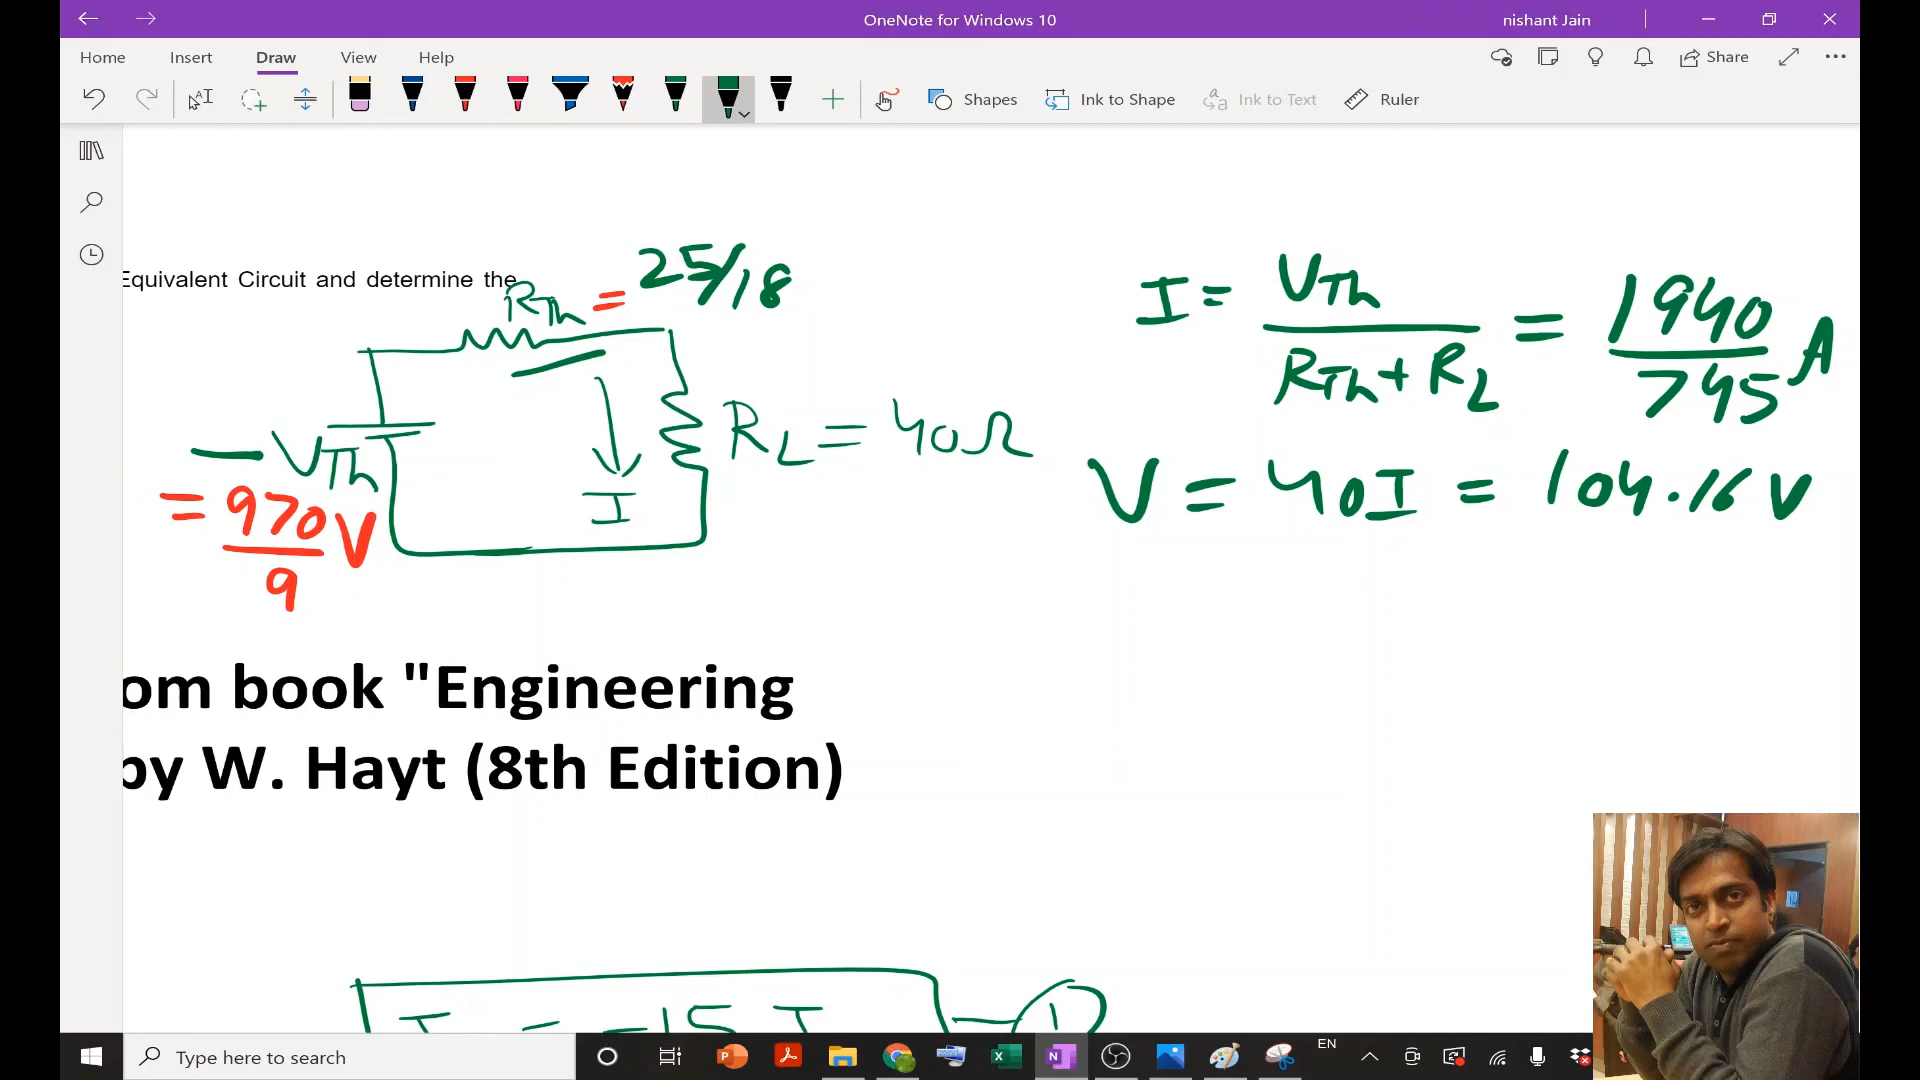 OneNote for Windows 10
nishant Jain
Home Insert Draw View Help
Share
Shapes
Ink to Shape
Ink to Text
Ruler
Equivalent Circuit and determine the
RTh = 25/18
VTh
= 970/9 V
I
RL = 40Ω
I = VTh/(RTh + RL) = 1940/745 A
V = 40I = 104.16 V
om book "Engineering
by W. Hayt (8th Edition)
I = -15 I
1
Type here to search
EN